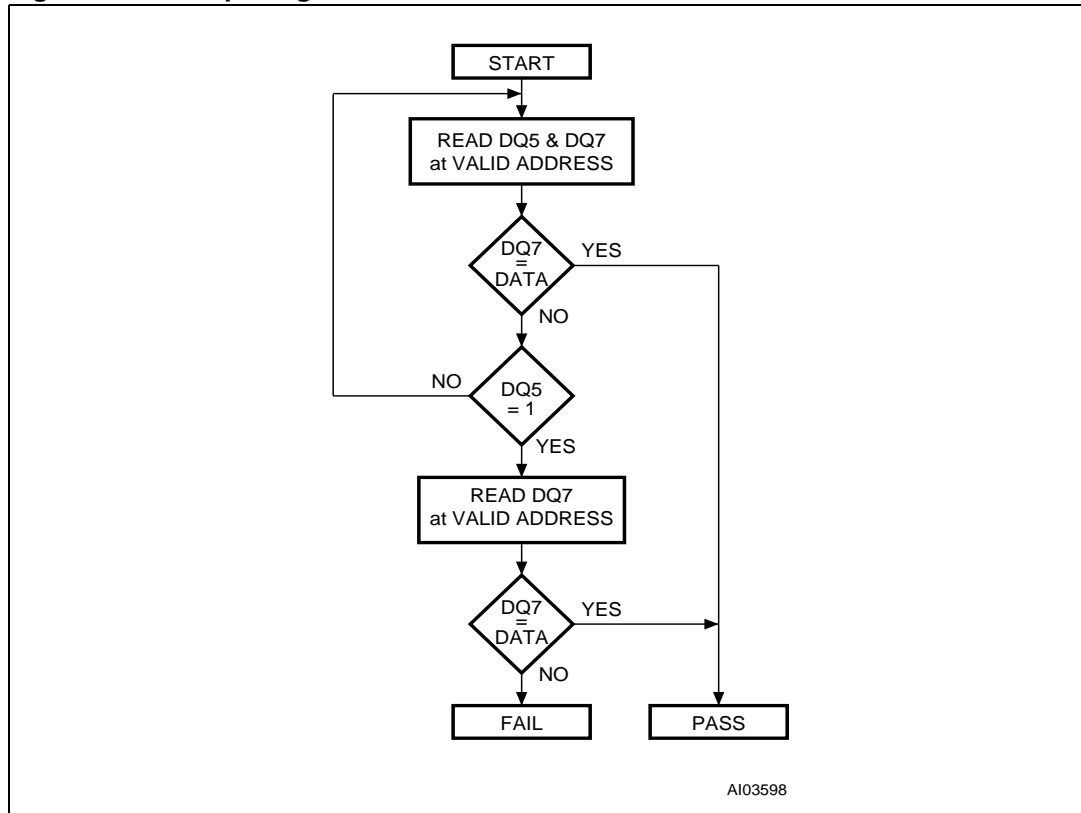 START
READ DQ5 & DQ7
at VALID ADDRESS
DQ7
=
DATA
YES
NO
DQ5
= 1
NO
YES
READ DQ7
at VALID ADDRESS
DQ7
=
DATA
YES
NO
FAIL
PASS
AI03598